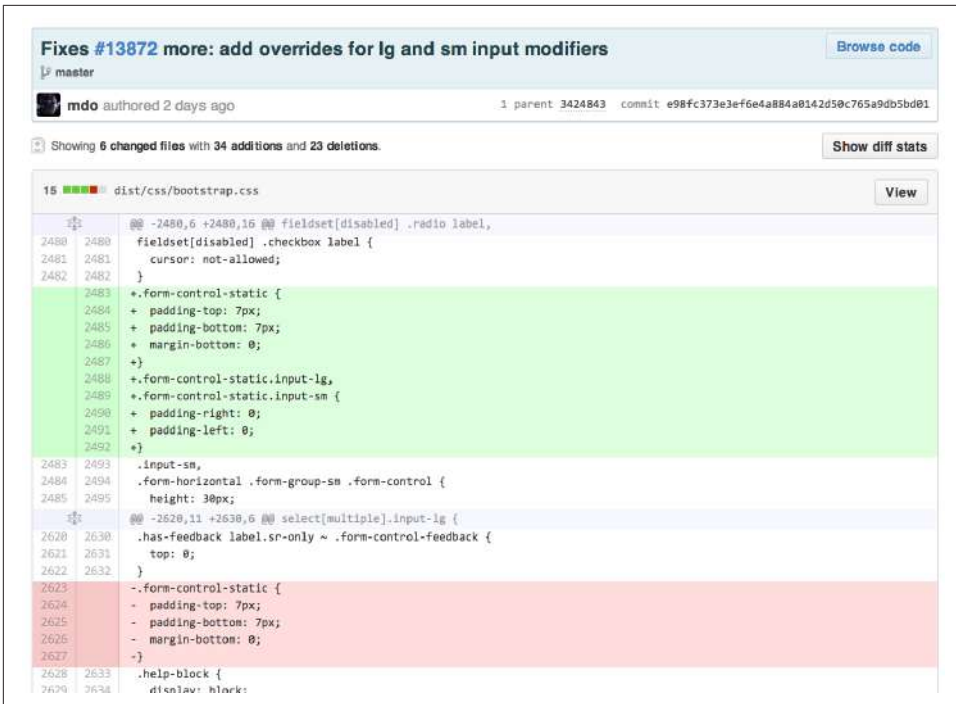 Fixes #13872 more: add overrides for lg and sm input modifiers
Browse code
master
mdo authored 2 days ago
1 parent 3424843 commit e98fc373e3ef6e4a884a0142d50c765a9db5bd01
Showing 6 changed files with 34 additions and 23 deletions.
Show diff stats
15 dist/css/bootstrap.css
View
@@ -2480,6 +2480,16 @@ fieldset[disabled] .radio label,
2480 2480 fieldset[disabled] .checkbox label {
2481 2481 cursor: not-allowed;
2482 2482 }
2483 +.form-control-static {
2484 + padding-top: 7px;
2485 + padding-bottom: 7px;
2486 + margin-bottom: 0;
2487 +}
2488 +.form-control-static.input-lg,
2489 +.form-control-static.input-sm {
2490 + padding-right: 0;
2491 + padding-left: 0;
2492 +}
2483 2493 .input-sm,
2484 2494 .form-horizontal .form-group-sm .form-control {
2485 2495 height: 30px;
@@ -2620,11 +2630,6 @@ select[multiple].input-lg {
2620 2630 .has-feedback label.sr-only ~ .form-control-feedback {
2621 2631 top: 0;
2622 2632 }
2623 -.form-control-static {
2624 - padding-top: 7px;
2625 - padding-bottom: 7px;
2626 - margin-bottom: 0;
2627 -}
2628 2633 .help-block {
2629 2634 display: block;